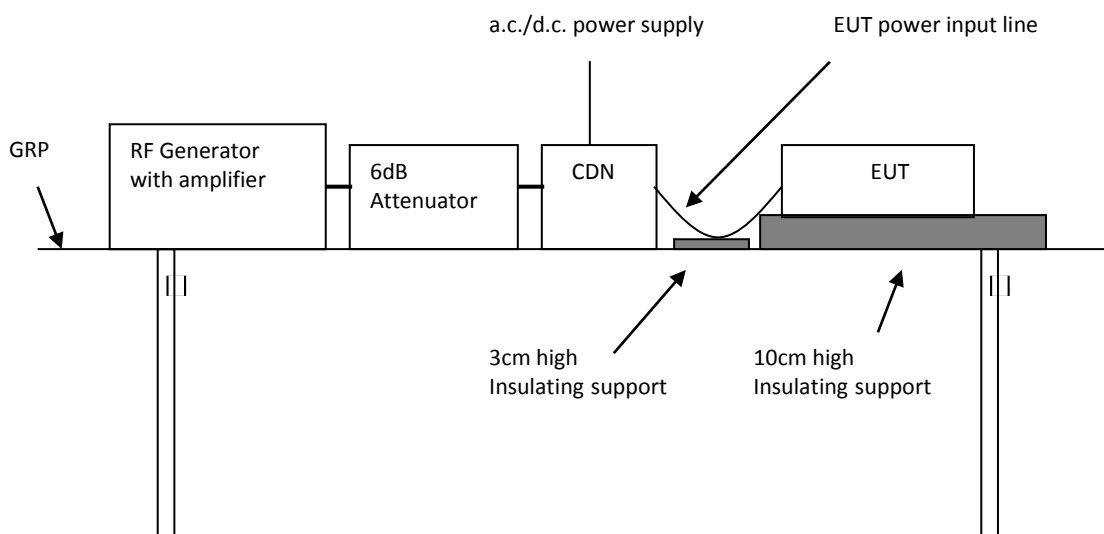 a.c./d.c. power supply
EUT power input line
GRP
RF Generator
with amplifier
6dB
Attenuator
CDN
EUT
3cm high
Insulating support
10cm high
Insulating support